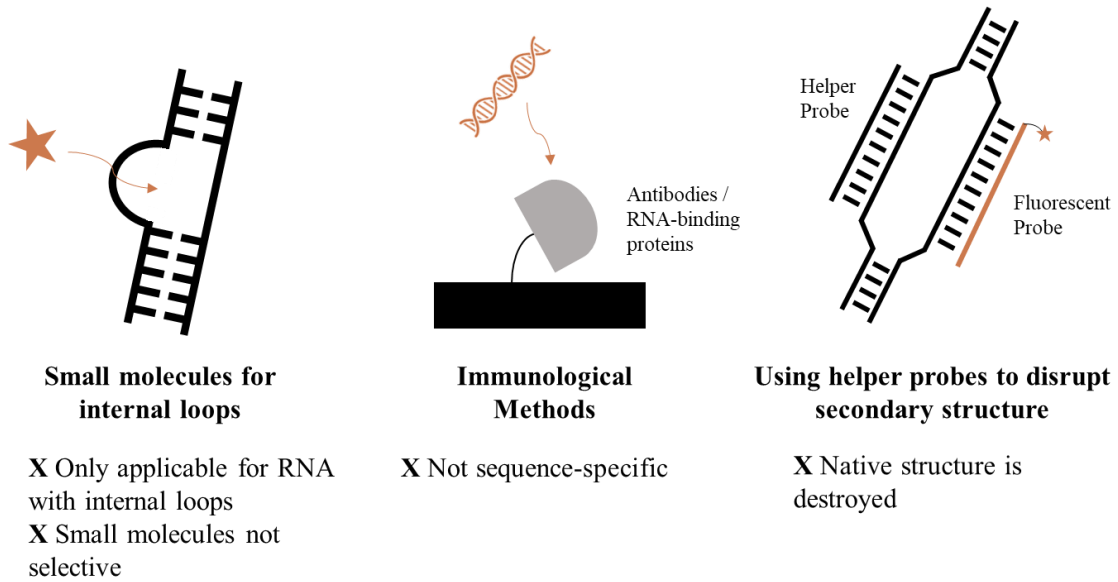 Helper
Probe
Fluorescent
Probe
Antibodies /
RNA-binding
proteins
Small molecules for
internal loops
X Only applicable for RNA
with internal loops
X Small molecules not
selective
Immunological
Methods
X Not sequence-specific
Using helper probes to disrupt
secondary structure
X Native structure is
destroyed